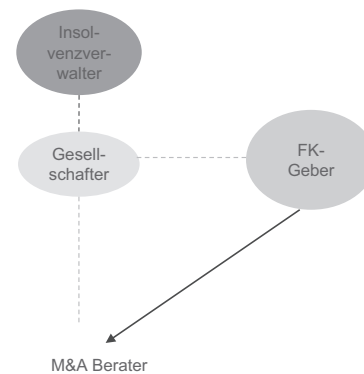 Insol-
venzver-
walter
Gesell-
schafter
FK-
Geber
M&A Berater